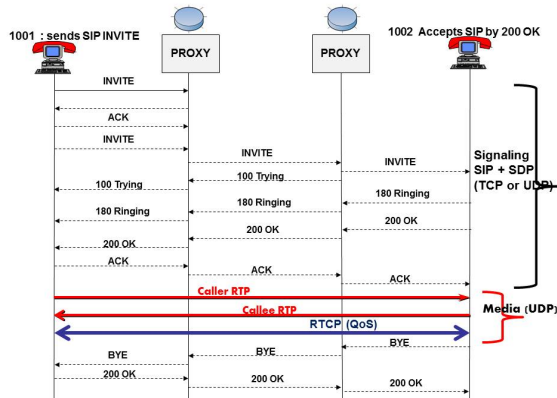 1001 : sends SIP INVITE
1002 Accepts SIP by 200 OK
PROXY
PROXY
INVITE
ACK
INVITE
INVITE
INVITE
100 Trying
100 Trying
180 Ringing
180 Ringing
180 Ringing
200 OK
200 OK
200 OK
ACK
ACK
ACK
Signaling
SIP + SDP
(TCP or UDP)
Caller RTP
Callee RTP
Media (UDP)
RTCP (QoS)
BYE
BYE
BYE
200 OK
200 OK
200 OK